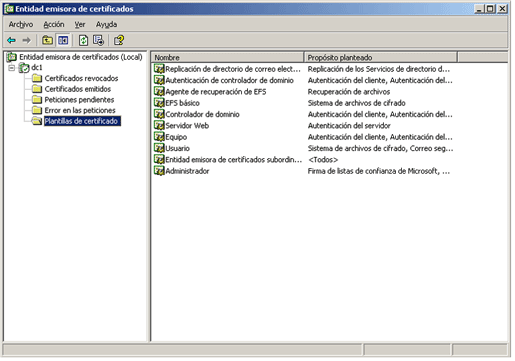 Entidad emisora de certificados
Archivo Acción Ver Ayuda
Entidad emisora de certificados (Local)
dc1
Certificados revocados
Certificados emitidos
Peticiones pendientes
Error en las peticiones
Plantillas de certificado
Nombre Propósito planteado
Replicación de directorio de correo elect... Replicación de los Servicios de directorio d...
Autenticación de controlador de dominio Autenticación del cliente, Autenticación del...
Agente de recuperación de EFS Recuperación de archivos
EFS básico Sistema de archivos de cifrado
Controlador de dominio Autenticación del cliente, Autenticación del...
Servidor Web Autenticación del servidor
Equipo Autenticación del cliente, Autenticación del...
Usuario Sistema de archivos de cifrado, Correo seg...
Entidad emisora de certificados subordin... <Todos>
Administrador Firma de listas de confianza de Microsoft, ...